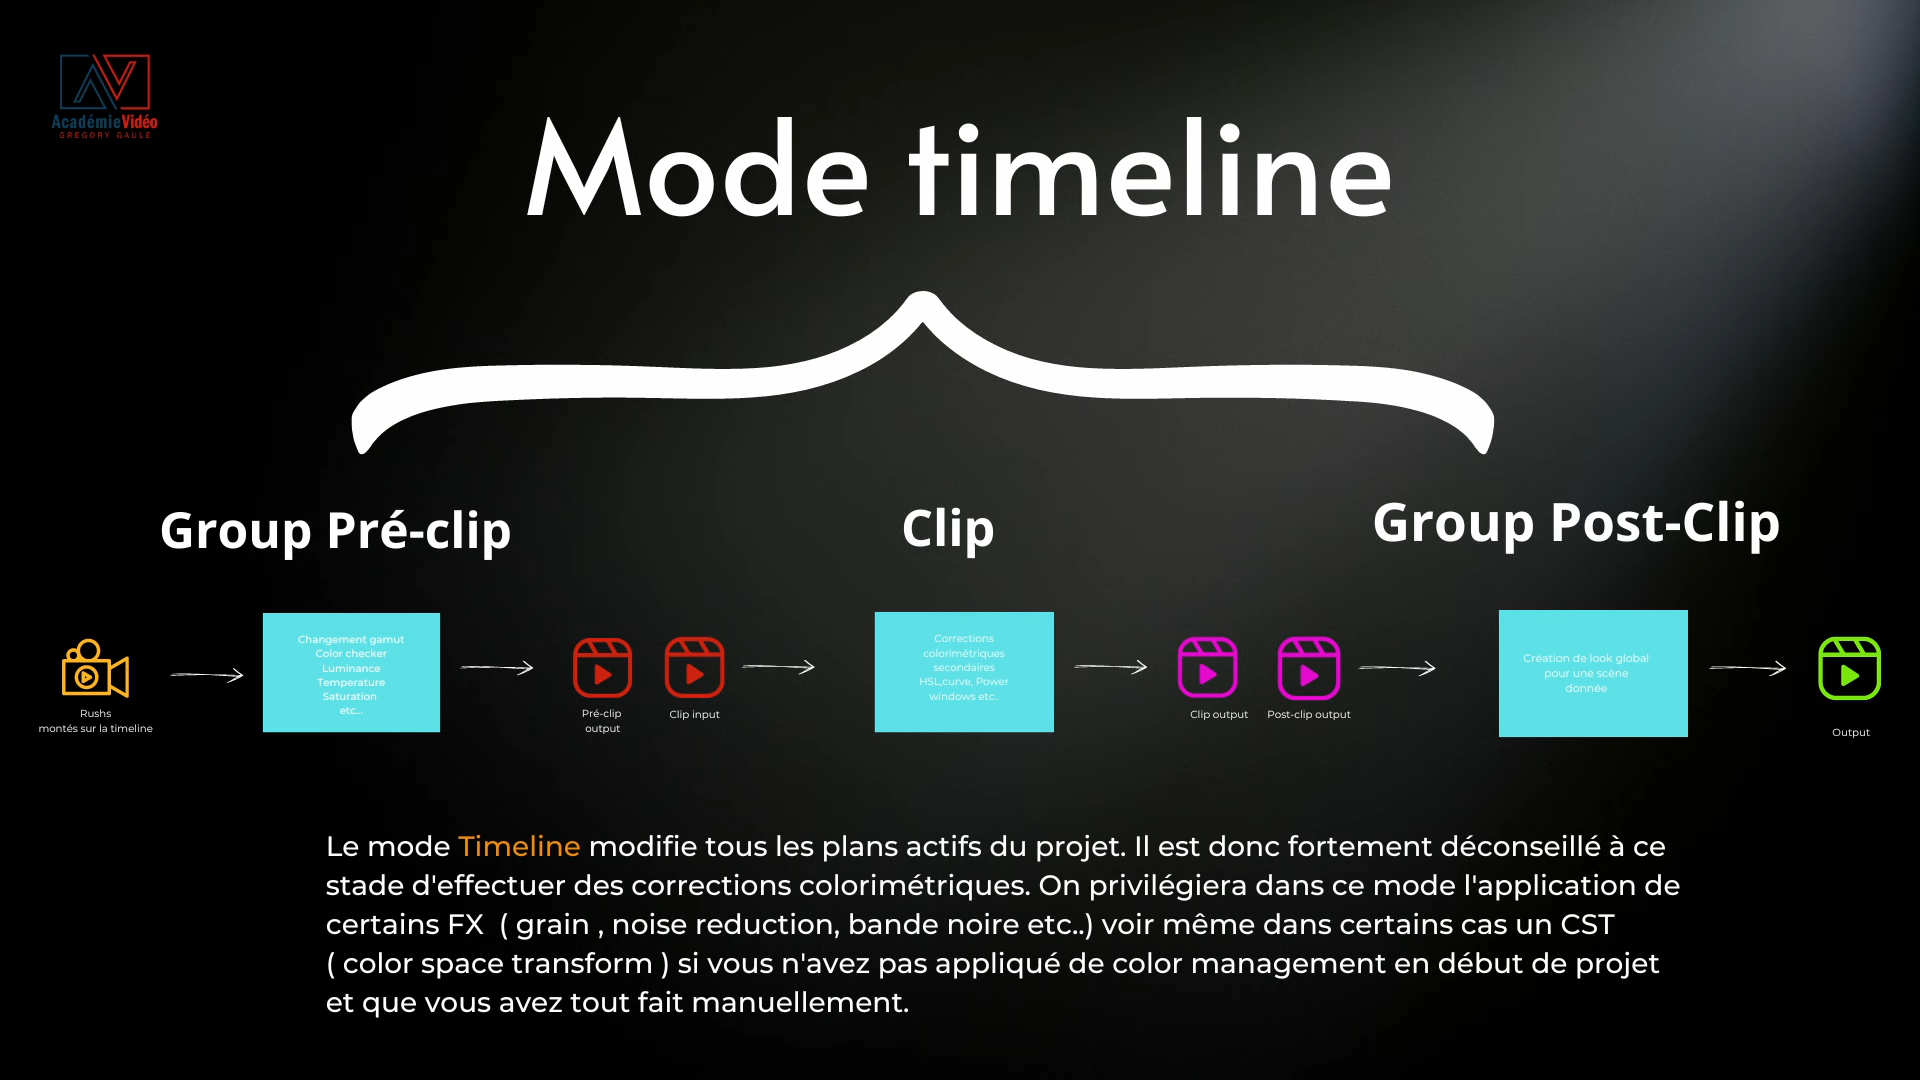 AcadémieVidéo
GREGORY GAULE
Mode timeline
Group Pré-clip
Clip
Group Post-Clip
Rushs
montés sur la timeline
Changement gamut
Color checker
Luminance
Temperature
Saturation
etc...
Pré-clip
output
Clip input
Corrections
colorimétriques
secondaires
HSL,curve, Power
windows etc..
Clip output
Post-clip output
Création de look global
pour une scène
donnée
Output
Le mode Timeline modifie tous les plans actifs du projet. Il est donc fortement déconseillé à ce
stade d'effectuer des corrections colorimétriques. On privilégiera dans ce mode l'application de
certains FX  ( grain , noise reduction, bande noire etc..) voir même dans certains cas un CST
( color space transform ) si vous n'avez pas appliqué de color management en début de projet
et que vous avez tout fait manuellement.